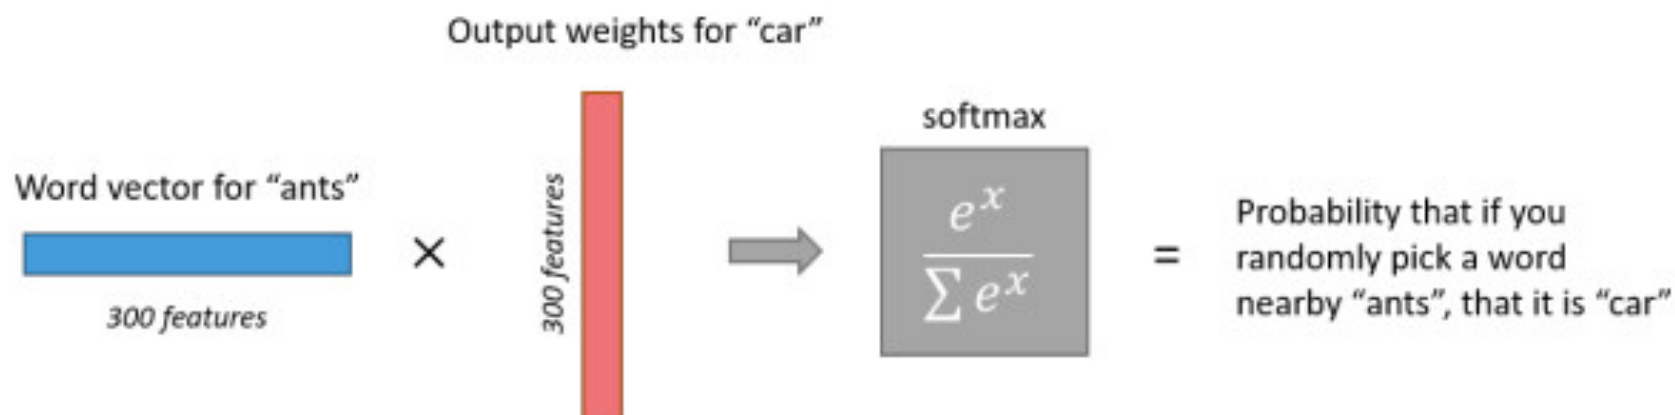 Output weights for “car”
softmax
Word vector for “ants”
300 features
×
300 features
e^x
∑ e^x
=
Probability that if you
randomly pick a word
nearby “ants”, that it is “car”